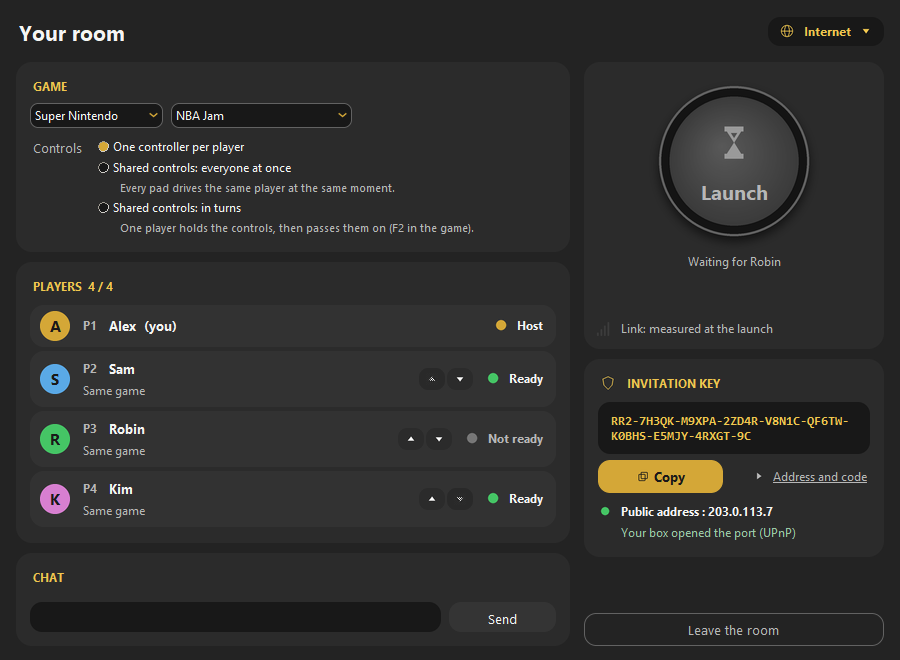 Your room
Internet
GAME
Super Nintendo
NBA Jam
Controls
One controller per player
Shared controls: everyone at once
Every pad drives the same player at the same moment.
Shared controls: in turns
One player holds the controls, then passes them on (F2 in the game).
PLAYERS 4 / 4
A P1 Alex (you) Host
S P2 Sam Ready
Same game
R P3 Robin Not ready
Same game
K P4 Kim Ready
Same game
CHAT
Send
Launch
Waiting for Robin
Link: measured at the launch
INVITATION KEY
RR2-7H3QK-M9XPA-2ZD4R-V8N1C-QF6TW-
K0BHS-E5MJY-4RXGT-9C
Copy
Address and code
Public address : 203.0.113.7
Your box opened the port (UPnP)
Leave the room